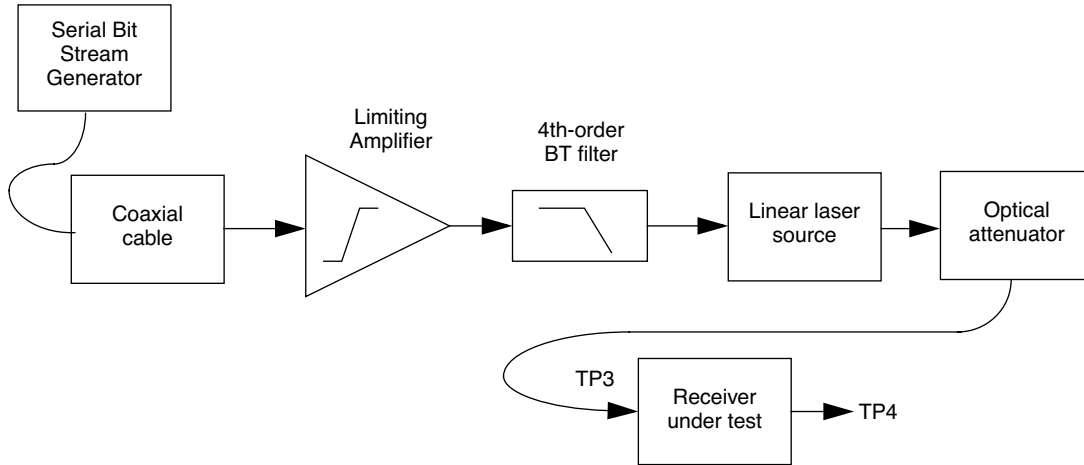 Serial Bit
Stream
Generator
Limiting
Amplifier
4th-order
BT filter
Coaxial
cable
Linear laser
source
Optical
attenuator
TP3
Receiver
under test
TP4